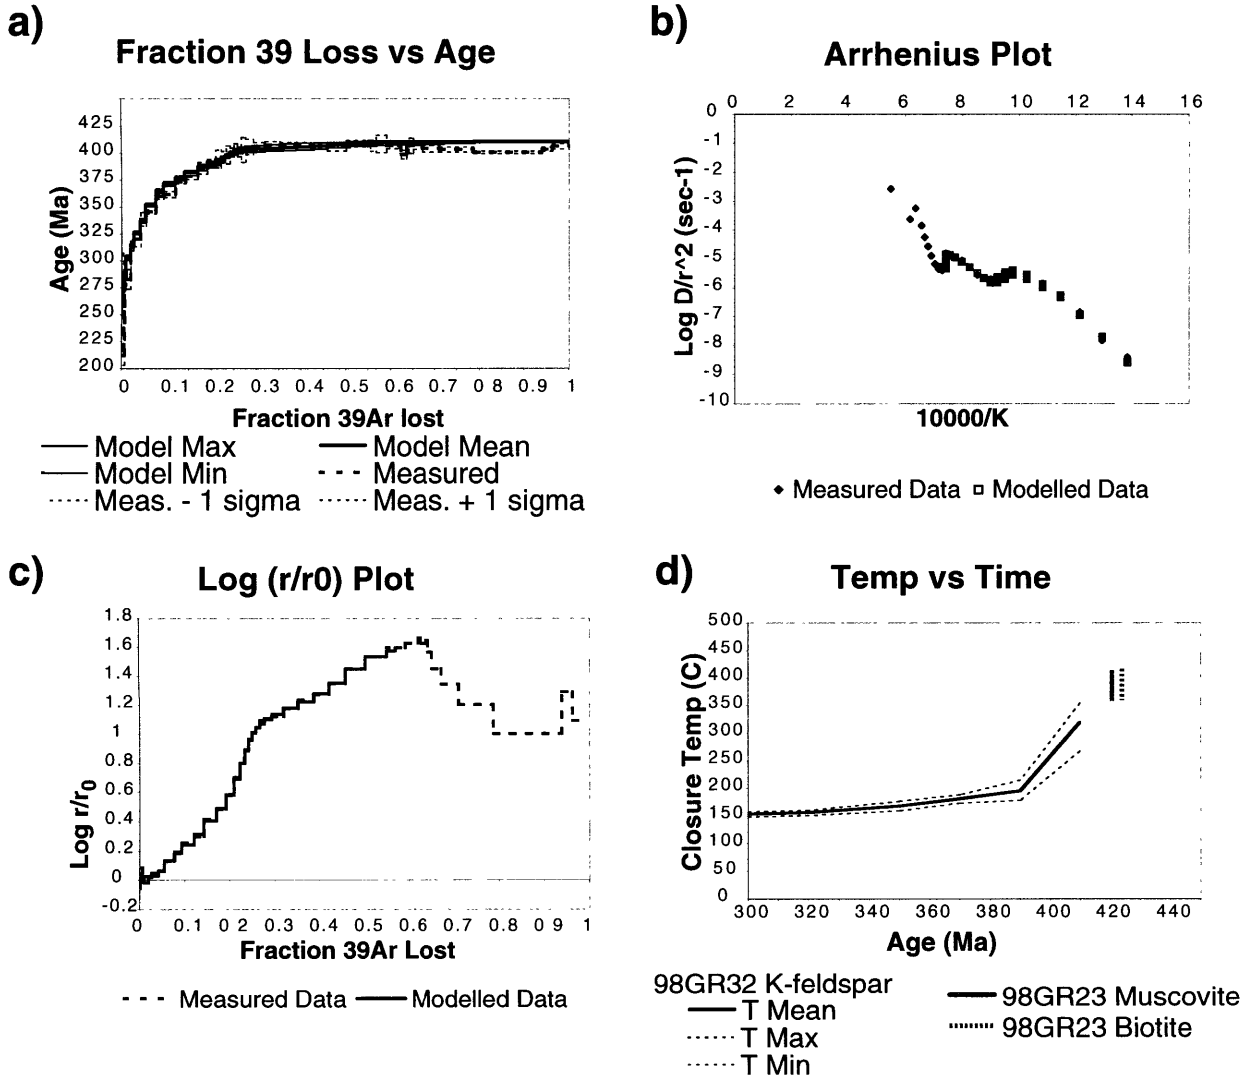 a)
Fraction 39 Loss vs Age
425
400
375
350
325
300
275
250
225
200
Age (Ma)
0 0.1 0.2 0.3 0.4 0.5 0.6 0.7 0 8 0.9 1
Fraction 39Ar lost
Model Max Model Mean
Model Min Measured
Meas. - 1 sigma Meas. + 1 sigma
b)
Arrhenius Plot
0 2 4 6 8 10 12 14 16
0
-1
-2
-3
-4
-5
-6
-7
-8
-9
-10
Log D/r^2 (sec-1)
10000/K
Measured Data Modelled Data
c)
Log (r/r0) Plot
1.8
1.6
1.4
1.2
1
0.8
0.6
0.4
0.2
0
-0.2
Log r/r0
0 0.1 0 2 0.3 0.4 0.5 0.6 0.7 0.8 0 9 1
Fraction 39Ar Lost
Measured Data Modelled Data
d)
Temp vs Time
500
450
400
350
300
250
200
150
100
50
0
Closure Temp (C)
300 320 340 360 380 400 420 440
Age (Ma)
98GR32 K-feldspar
T Mean
T Max
T Min
98GR23 Muscovite
98GR23 Biotite